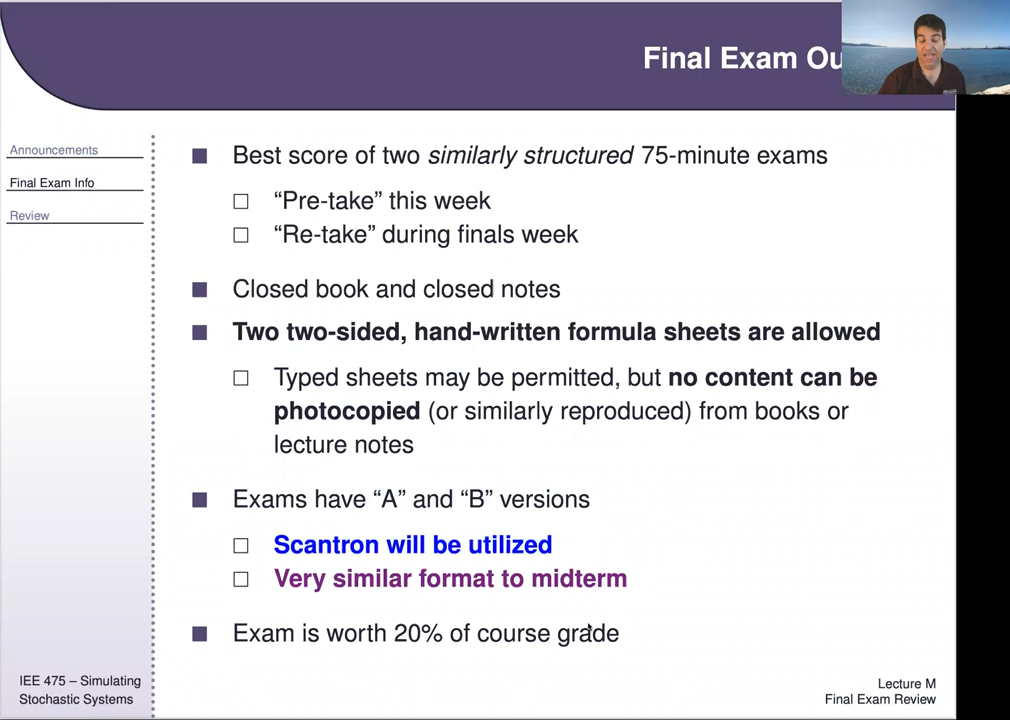 Final Exam Ou
Announcements
Final Exam Info
Review
■ Best score of two similarly structured 75-minute exams
□ “Pre-take” this week
□ “Re-take” during finals week
■ Closed book and closed notes
■ Two two-sided, hand-written formula sheets are allowed
□ Typed sheets may be permitted, but no content can be
photocopied (or similarly reproduced) from books or
lecture notes
■ Exams have “A” and “B” versions
□ Scantron will be utilized
□ Very similar format to midterm
■ Exam is worth 20% of course grade
IEE 475 – Simulating
Stochastic Systems
Lecture M
Final Exam Review